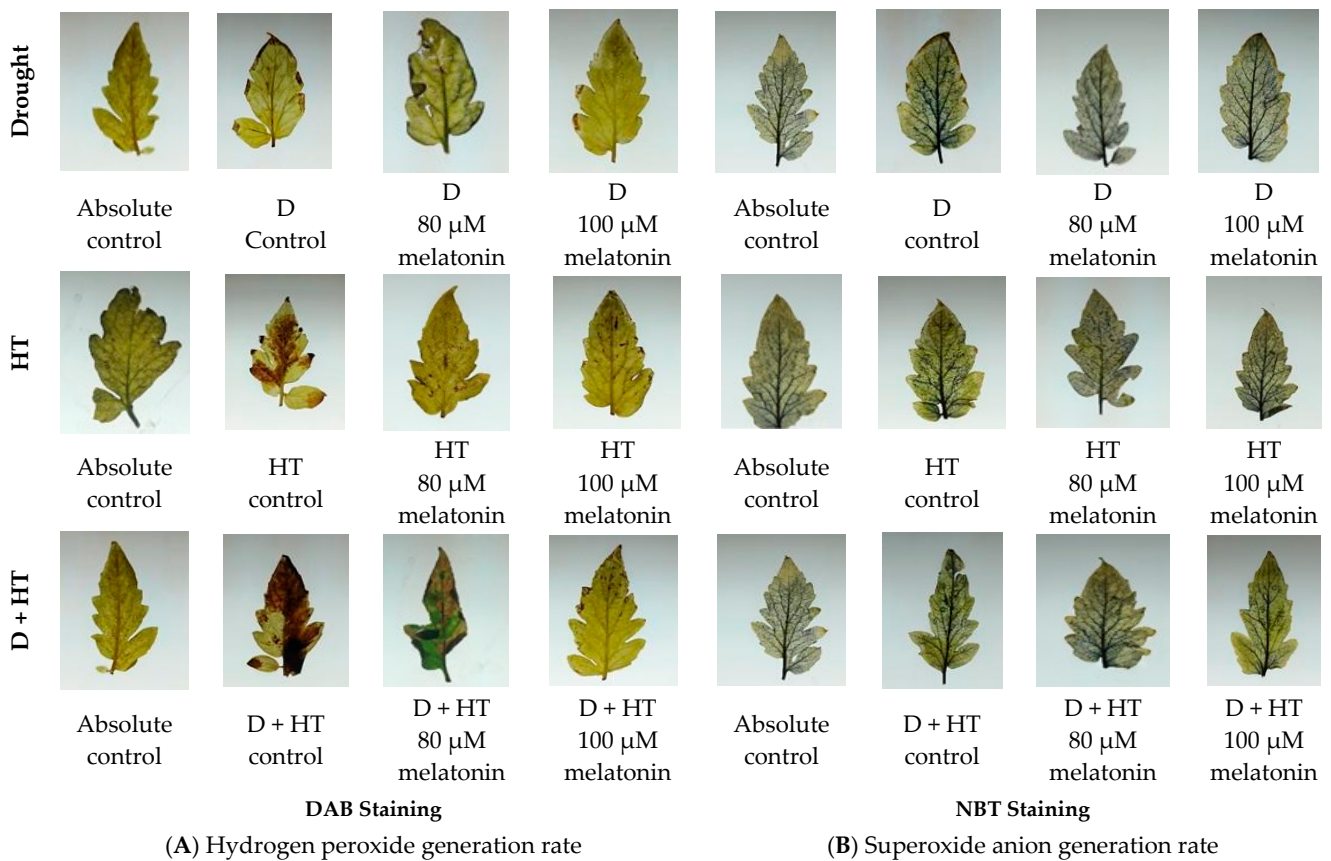 Drought
Absolute
control
D
Control
D
80 µM
melatonin
D
100 µM
melatonin
Absolute
control
D
control
D
80 µM
melatonin
D
100 µM
melatonin
HT
Absolute
control
HT
control
HT
80 µM
melatonin
HT
100 µM
melatonin
Absolute
control
HT
control
HT
80 µM
melatonin
HT
100 µM
melatonin
D + HT
Absolute
control
D + HT
control
D + HT
80 µM
melatonin
D + HT
100 µM
melatonin
Absolute
control
D + HT
control
D + HT
80 µM
melatonin
D + HT
100 µM
melatonin
DAB Staining
NBT Staining
(A) Hydrogen peroxide generation rate
(B) Superoxide anion generation rate